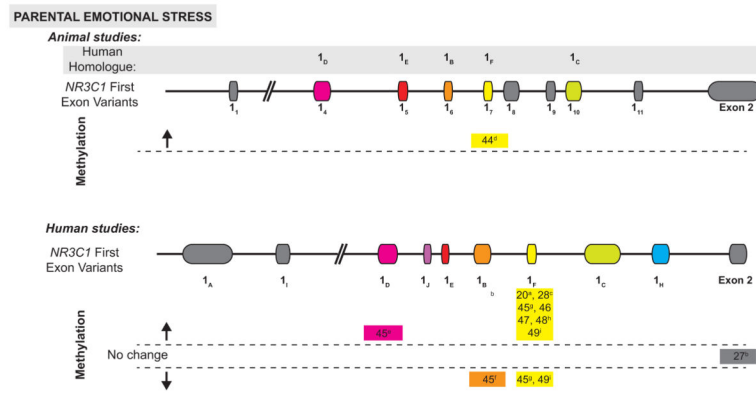 PARENTAL EMOTIONAL STRESS
Animal studies:
Human Homologue: 1D 1E 1B 1F 1C
NR3C1 First Exon Variants
11 14 15 16 17 18 19 110 111 Exon 2
Methylation
44d
Human studies:
NR3C1 First Exon Variants
1A 1I 1D 1J 1E 1B 1F 1C 1H Exon 2
b
20e, 28c
45g, 46
47, 48h
49i
Methylation
45
No change
27b
45f 45g, 49i